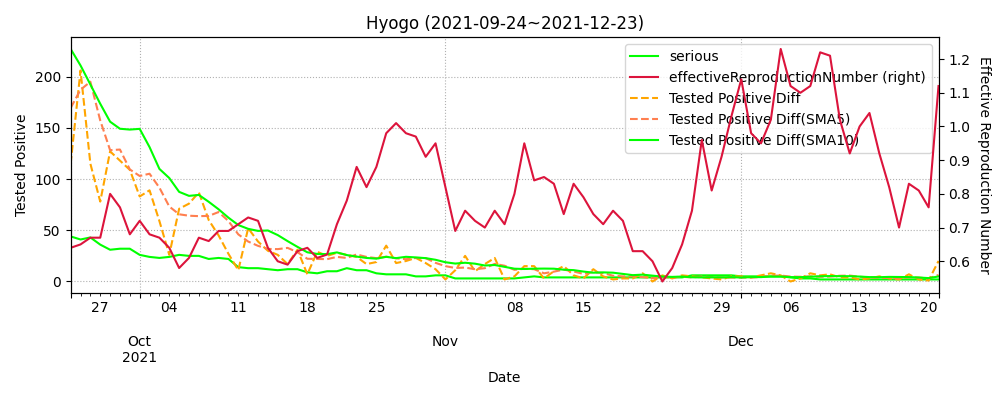 Hyogo (2021-09-24~2021-12-23)
serious
effectiveReproductionNumber (right)
Tested Positive Diff
Tested Positive Diff(SMA5)
Tested Positive Diff(SMA10)
Tested Positive
200
150
100
50
0
1.2
1.1
1.0
0.9
0.8
0.7
0.6
Effective Reproduction Number
27 04 11 18 25 08 15 22 29 06 13 20
Oct Nov Dec
2021
Date